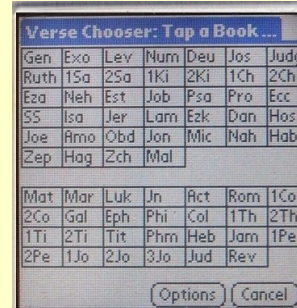 Verse Chooser: Tap a Book ...
Gen Exo Lev Num Deu Jos Jud
Ruth 1Sa 2Sa 1Ki 2Ki 1Ch 2Ch
Eza Neh Est Job Psa Pro Ecc
SS Isa Jer Lam Ezk Dan Hos
Joe Amo Obd Jon Mic Nah Hab
Zep Hag Zch Mal
Mat Mar Luk Jn Act Rom 1Co
2Co Gal Eph Phi Col 1Th 2Th
1Ti 2Ti Tit Phm Heb Jam 1Pe
2Pe 1Jo 2Jo 3Jo Jud Rev
Options Cancel